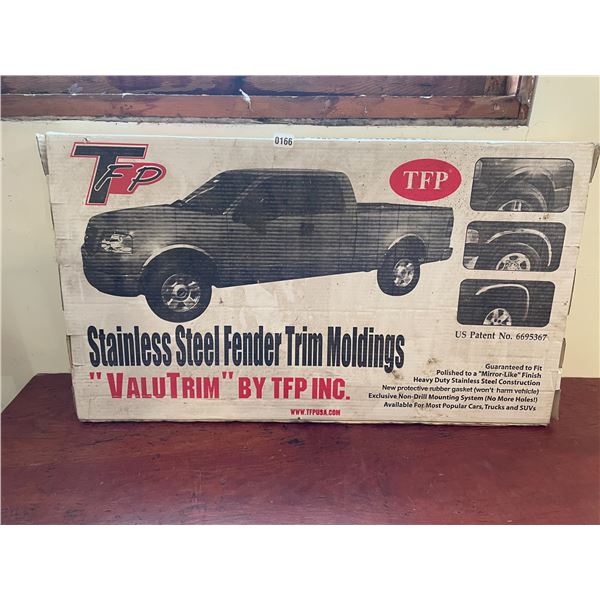 0166
TFP
TFP
US Patent No. 6695367
Stainless Steel Fender Trim Moldings
"VALUTRIM" BY TFP INC.
WWW.TFPUSA.COM
Guaranteed to Fit
Polished to a "Mirror-Like" Finish
Heavy Duty Stainless Steel Construction
New protective rubber gasket (won't harm vehicle)
Exclusive Non-Drill Mounting System (No More Holes!)
Available For Most Popular Cars, Trucks and SUVs